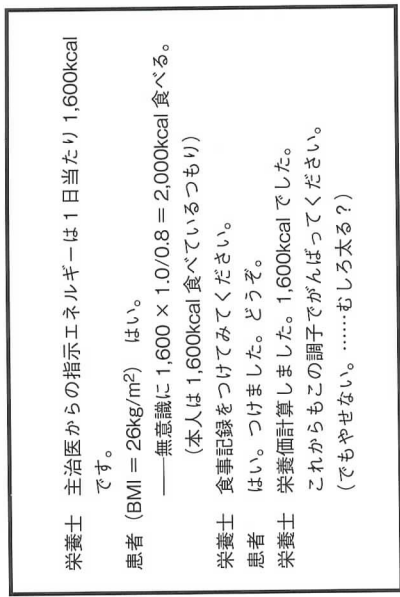 栄養士　主治医からの指示エネルギーは1日当たり1,600kcal
です。
患者（BMI = 26kg/m²）　はい。
――無意識に1,600 × 1.0/0.8 = 2,000kcal食べる。
（本人は1,600kcal食べているつもり）
栄養士　食事記録をつけてみてください。
患者　　はい。つけました。どうぞ。
栄養士　栄養価計算しました。1,600kcalでした。
これからもこの調子でがんばってください。
（でもやせない。……むしろ太る？）